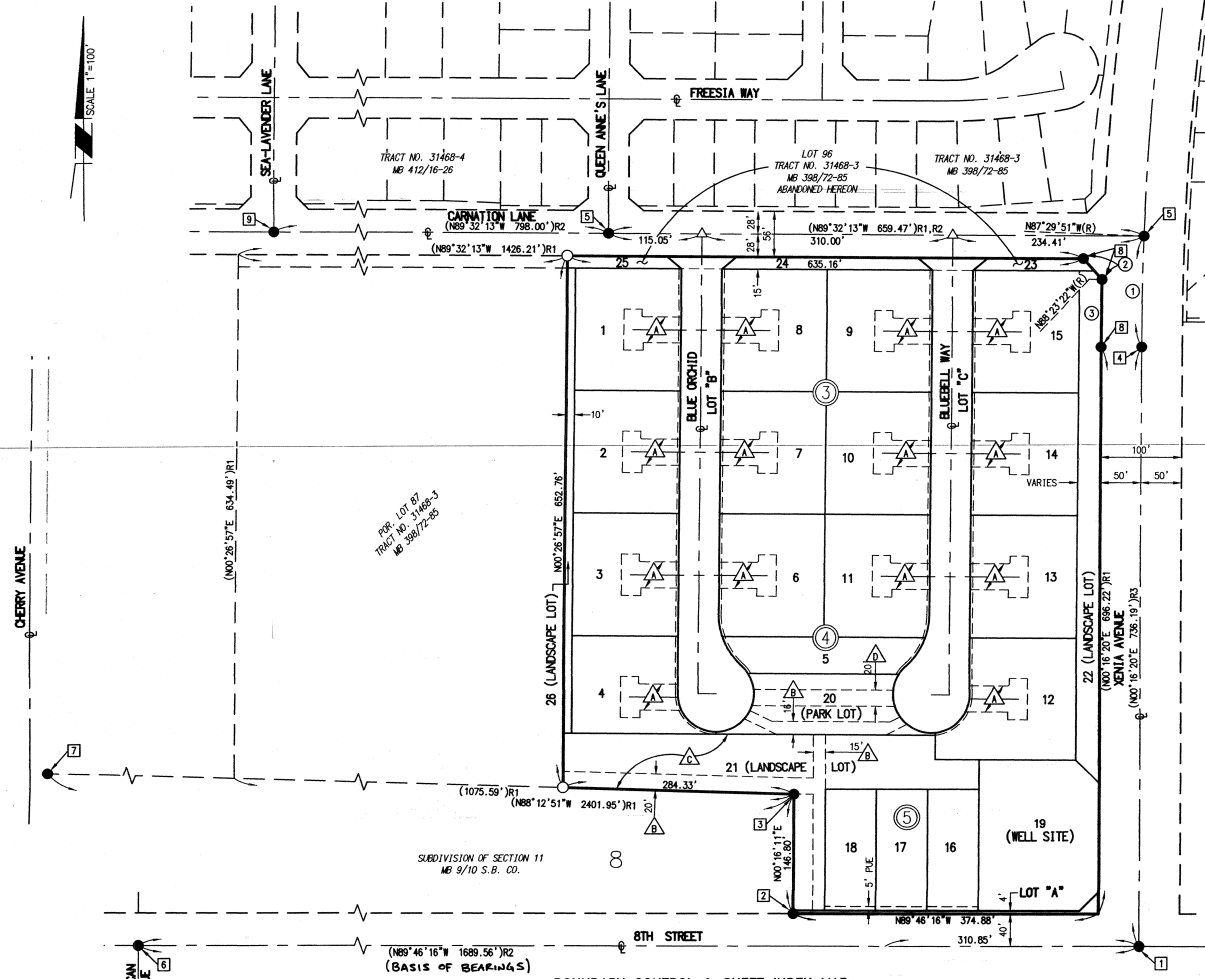 SCALE 1"=100'
SEA-LAVENDER LANE
QUEEN ANNE'S LANE
FREESIA WAY
TRACT NO. 31468-4
MB 412/16-26
LOT 96
TRACT NO. 31468-3
MB 398/72-85
ABANDONED HEREON
TRACT NO. 31468-3
MB 398/72-85
9
CARNATION LANE
(N89°32'13"W 798.00')R2
5
28'
28'
56'
(N89°32'13"W 659.47')R1,R2
N87°29'51"W(R)
5
(N89°32'13"W 1426.21')R1
115.05'
310.00'
234.41'
8
25
24
635.16'
23
2
15'
N88°23'22"W(R)
1
3
1
A
A
8
9
A
A
15
8
4
BLUE ORCHID
LOT "B"
BLUEBELL WAY
LOT "C"
3
10'
2
A
A
7
10
A
A
14
100'
VARIES
50'
50'
(N00°26'57"E 634.49')R1
POR. LOT 87
TRACT NO. 31468-3
MB 398/72-85
N00°26'57"E 652.76'
CHERRY AVENUE
3
A
A
6
11
A
A
13
26 (LANDSCAPE LOT)
22 (LANDSCAPE LOT)
(N00°16'20"E 696.22')R1
XENIA AVENUE
(N00°16'20"E 736.19')R3
4
5
D
20'
4
A
B
16'
20
(PARK LOT)
A
12
7
C
15'
B
21 (LANDSCAPE LOT)
(1075.59')R1
284.33'
(N88°12'51"W 2401.95')R1
20'
B
3
5
19
(WELL SITE)
N00°16'11"E
146.80'
SUBDIVISION OF SECTION 11
MB 9/10 S.B. CO.
8
18
17
16
5' PUE
2
LOT "A"
4'
N89°46'16"W 374.88'
40'
8TH STREET
310.85'
(N89°46'16"W 1689.56')R2
(BASIS OF BEARINGS)
6
1